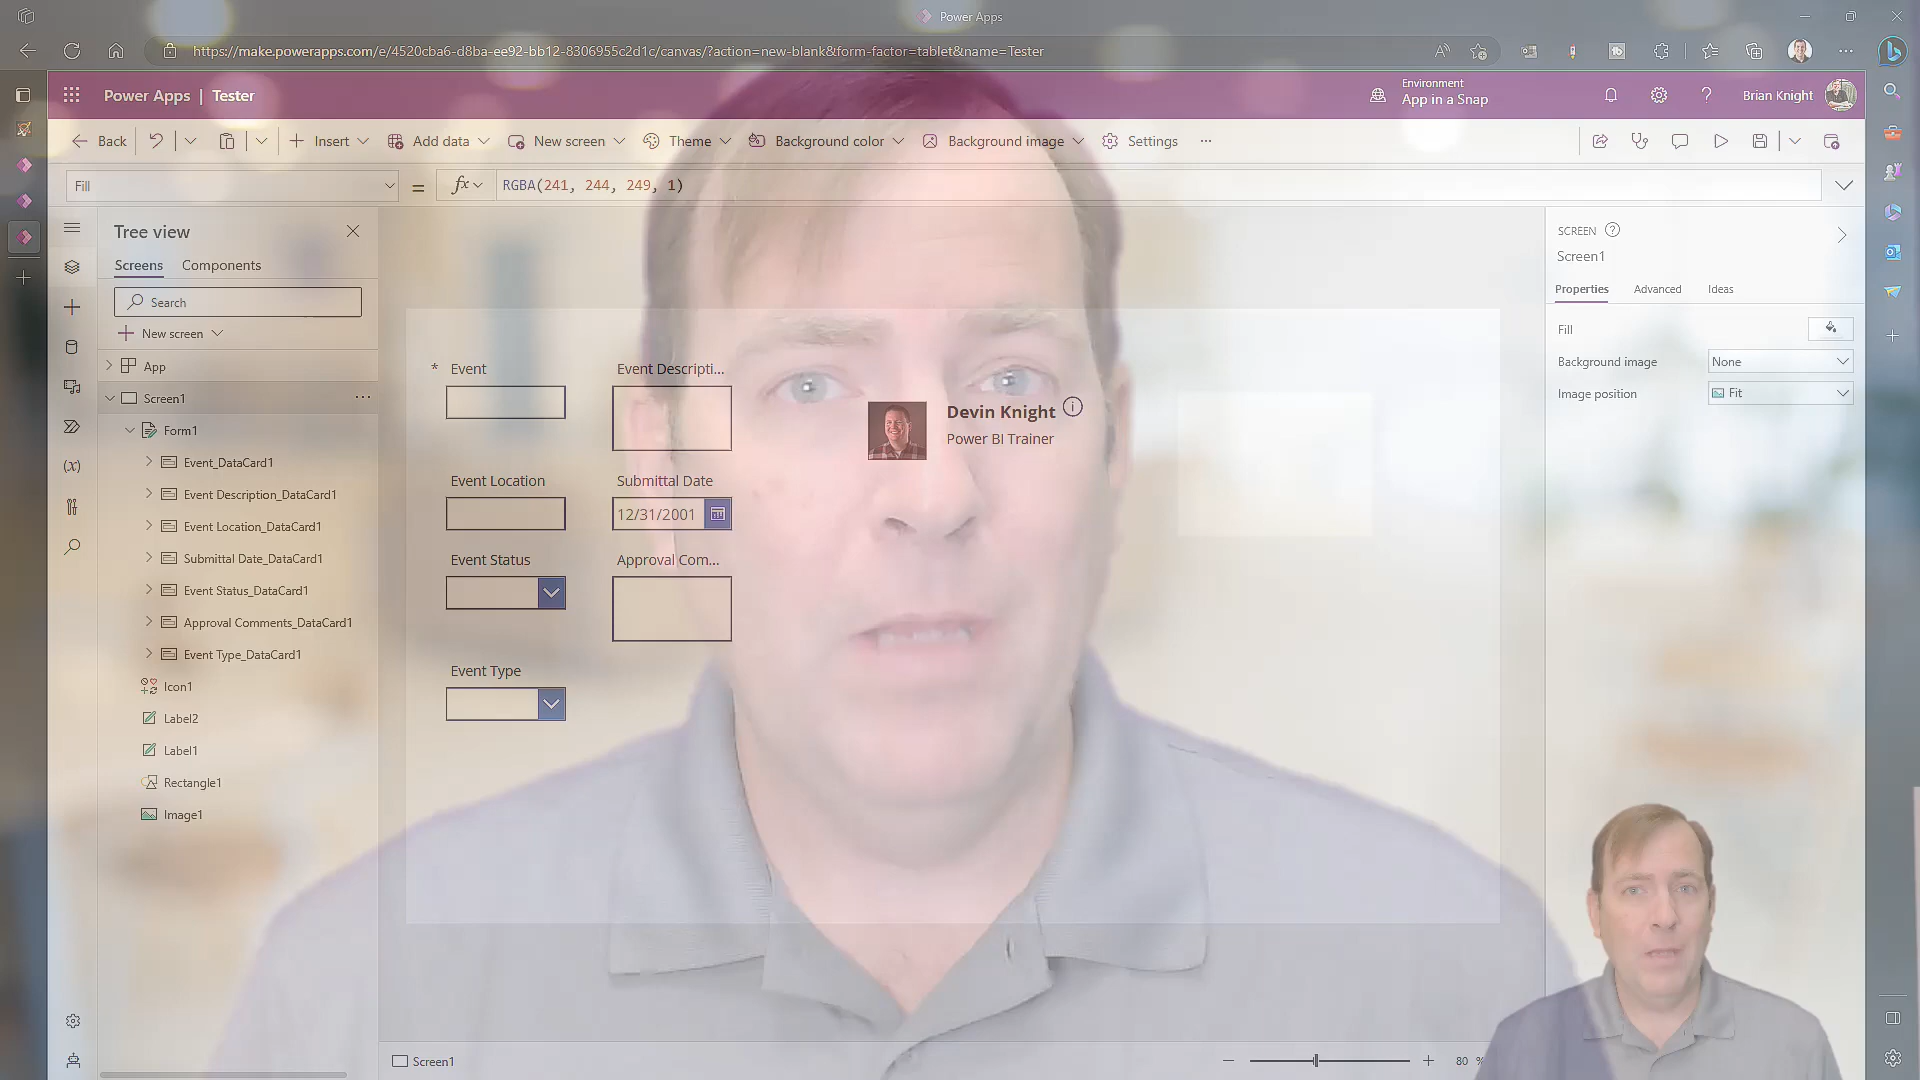 Power Apps
https://make.powerapps.com/e/4520cba6-d8ba-ee92-bb12-8306955c2d1c/canvas/?action=new-blank&form-factor=tablet&name=Tester
Power Apps | Tester
Environment
App in a Snap
Brian Knight
Back
Insert
Add data
New screen
Theme
Background color
Background image
Settings
Fill
=
fx
RGBA(241, 244, 249, 1)
Tree view
Screens
Components
Search
New screen
App
Screen1
Form1
Event_DataCard1
Event Description_DataCard1
Event Location_DataCard1
Submittal Date_DataCard1
Event Status_DataCard1
Approval Comments_DataCard1
Event Type_DataCard1
Icon1
Label2
Label1
Rectangle1
Image1
* Event
Event Descripti...
Event Location
Submittal Date
12/31/2001
Event Status
Approval Com...
Event Type
Devin Knight
Power BI Trainer
SCREEN
Screen1
Properties
Advanced
Ideas
Fill
Background image
None
Image position
Fit
Screen1
80 %